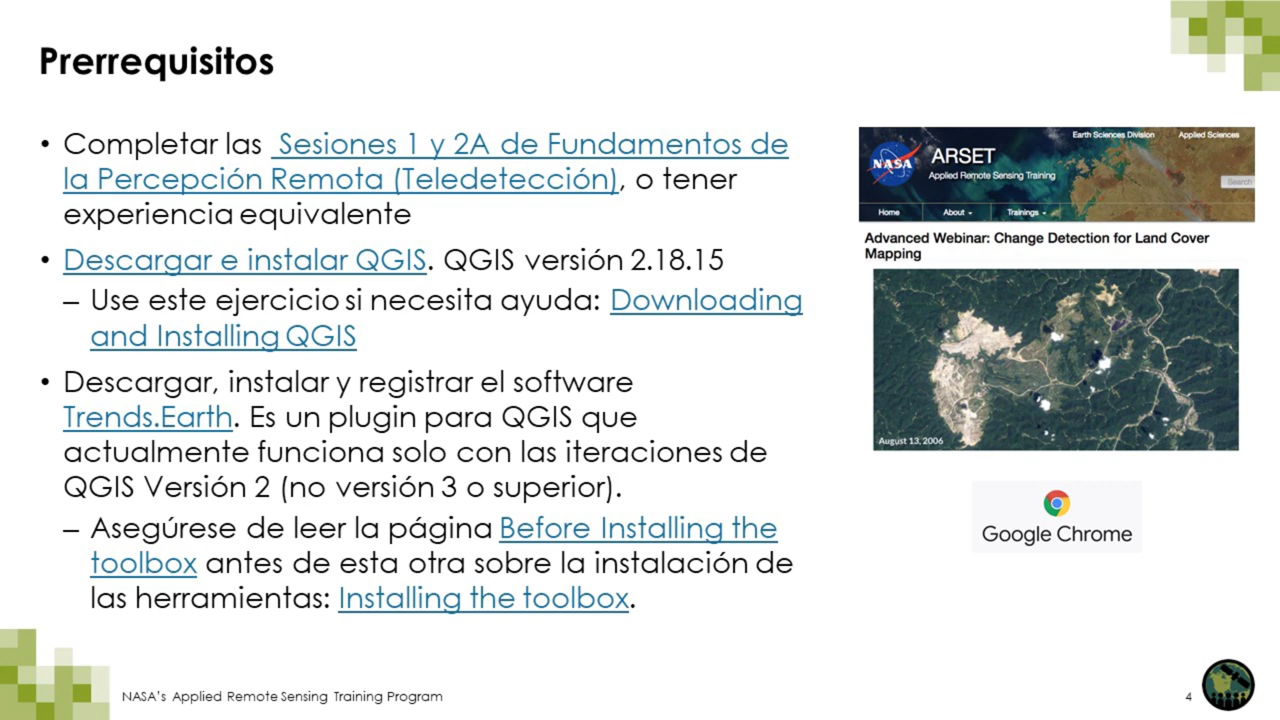 Prerrequisitos
• Completar las Sesiones 1 y 2A de Fundamentos de
la Percepción Remota (Teledetección), o tener
experiencia equivalente
• Descargar e instalar QGIS. QGIS versión 2.18.15
– Use este ejercicio si necesita ayuda: Downloading
and Installing QGIS
• Descargar, instalar y registrar el software
Trends.Earth. Es un plugin para QGIS que
actualmente funciona solo con las iteraciones de
QGIS Versión 2 (no versión 3 o superior).
– Asegúrese de leer la página Before Installing the
toolbox antes de esta otra sobre la instalación de
las herramientas: Installing the toolbox.
Earth Sciences Division Applied Sciences
NASA
ARSET
Applied Remote Sensing Training
Search
Home About Trainings
Advanced Webinar: Change Detection for Land Cover
Mapping
August 13, 2006
Google Chrome
NASA's Applied Remote Sensing Training Program
4